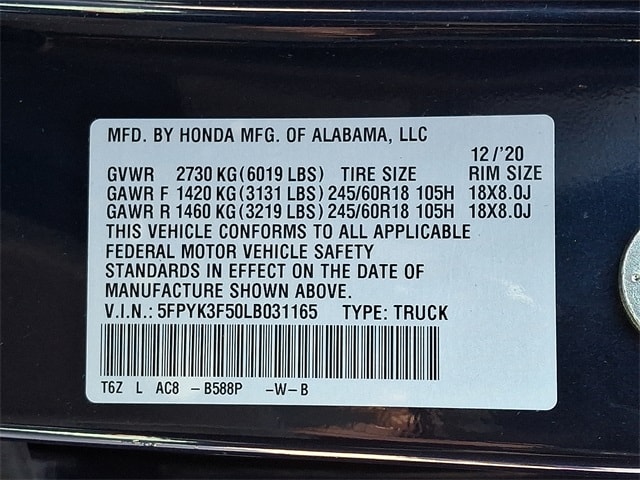 MFD. BY HONDA MFG. OF ALABAMA, LLC
12/'20
GVWR 2730 KG(6019 LBS) TIRE SIZE RIM SIZE
GAWR F 1420 KG(3131 LBS) 245/60R18 105H 18X8.0J
GAWR R 1460 KG(3219 LBS) 245/60R18 105H 18X8.0J
THIS VEHICLE CONFORMS TO ALL APPLICABLE
FEDERAL MOTOR VEHICLE SAFETY
STANDARDS IN EFFECT ON THE DATE OF
MANUFACTURE SHOWN ABOVE.
V.I.N.: 5FPYK3F50LB031165 TYPE: TRUCK
T6Z L AC8 -B588P -W-B